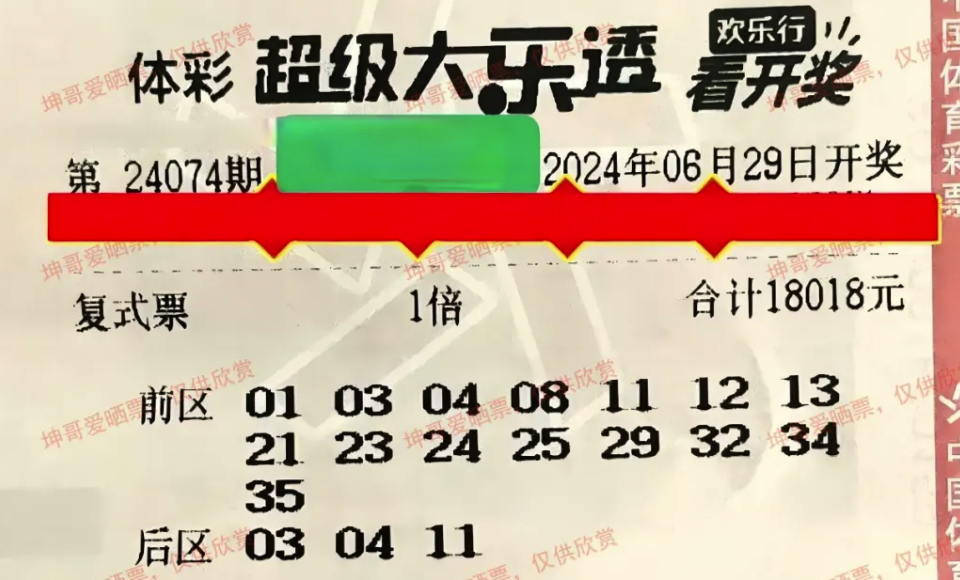 体彩 超级大乐透 欢乐行 看开奖
第 24074期 2024年06月29日开奖
复式票 1倍 合计18018元
前区 01 03 04 08 11 12 13
21 23 24 25 29 32 34
35
后区 03 04 11
坤哥爱晒票，仅供欣赏
中国体育彩票
中国体育